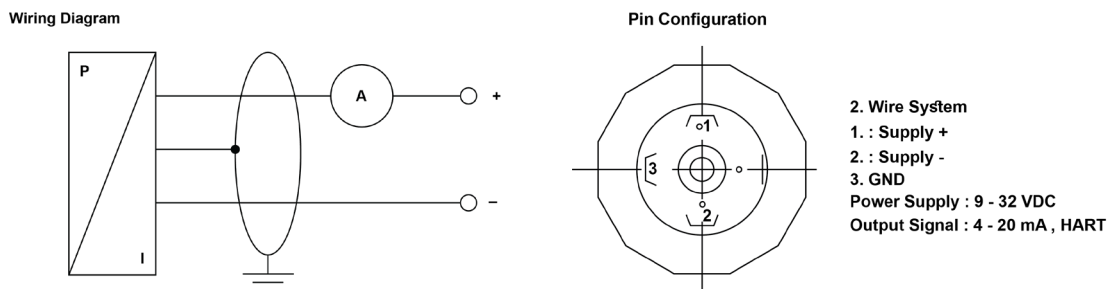 Wiring Diagram
P
I
A
+
–
Pin Configuration
1
3
2
2. Wire System
1. : Supply +
2. : Supply -
3. GND
Power Supply : 9 - 32 VDC
Output Signal : 4 - 20 mA , HART